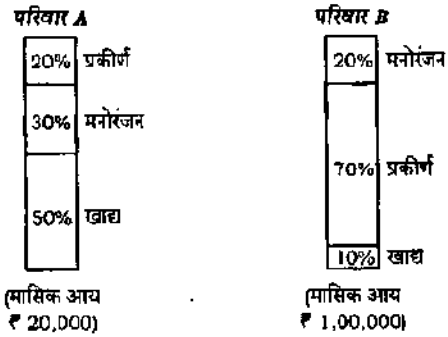 परिवार A
20% प्रकीर्ण
30% मनोरंजन
50% खाद्य
(मासिक आय
₹ 20,000)
परिवार B
20% मनोरंजन
70% प्रकीर्ण
10% खाद्य
(मासिक आय
₹ 1,00,000)